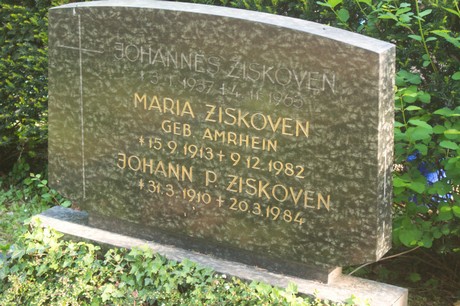 JOHANNES ZISKOVEN
MARIA ZISKOVEN
GEB. AMRHEIN
* 15.9.1913 + 9.12.1982
JOHANN P. ZISKOVEN
* 31.3.1910 + 20.3.1984